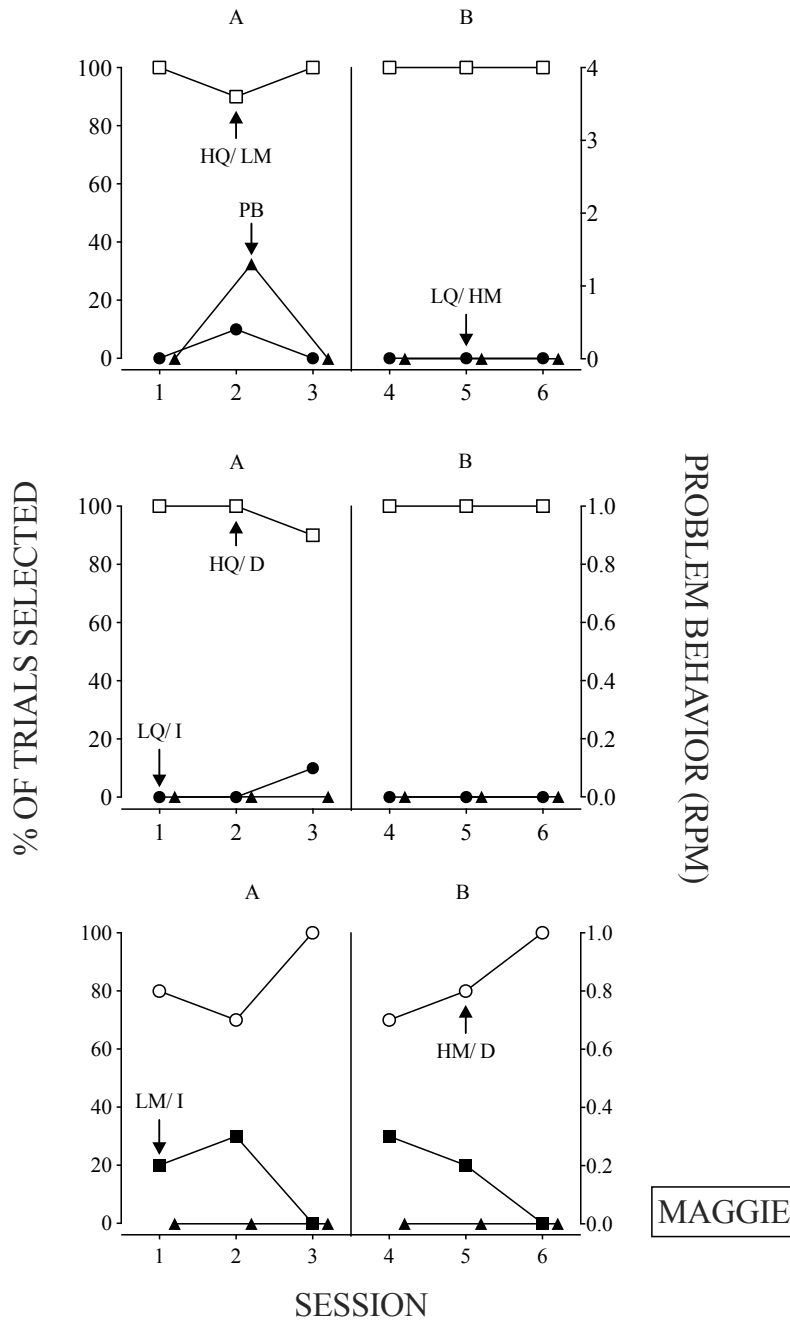 A B
100 4
80
HQ/ LM 3
60
PB 2
40
LQ/ HM
20 1
0 0
1 2 3 4 5 6
A B
100 1.0
HQ/ D
80 0.8
60 0.6
40 0.4
LQ/ I
20 0.2
0 0.0
1 2 3 4 5 6
A B
100 1.0
80 0.8
HM/ D
60 0.6
LM/ I
40 0.4
20 0.2
0 0.0
1 2 3 4 5 6
% OF TRIALS SELECTED
PROBLEM BEHAVIOR (RPM)
MAGGIE
SESSION